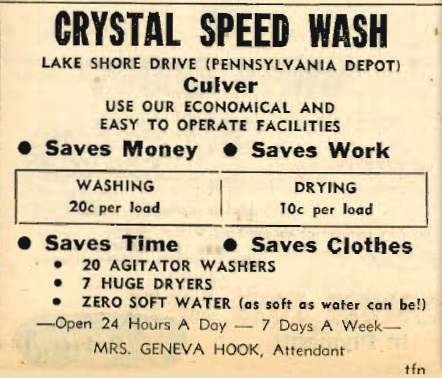 CRYSTAL SPEED WASH
LAKE SHORE DRIVE (PENNSYLVANIA DEPOT)
Culver
USE OUR ECONOMICAL AND
EASY TO OPERATE FACILITIES
• Saves Money • Saves Work
WASHING
20c per load
DRYING
10c per load
• Saves Time • Saves Clothes
• 20 AGITATOR WASHERS
• 7 HUGE DRYERS
• ZERO SOFT WATER (as soft as water can be!)
—Open 24 Hours A Day — 7 Days A Week—
MRS. GENEVA HOOK, Attendant
tfn